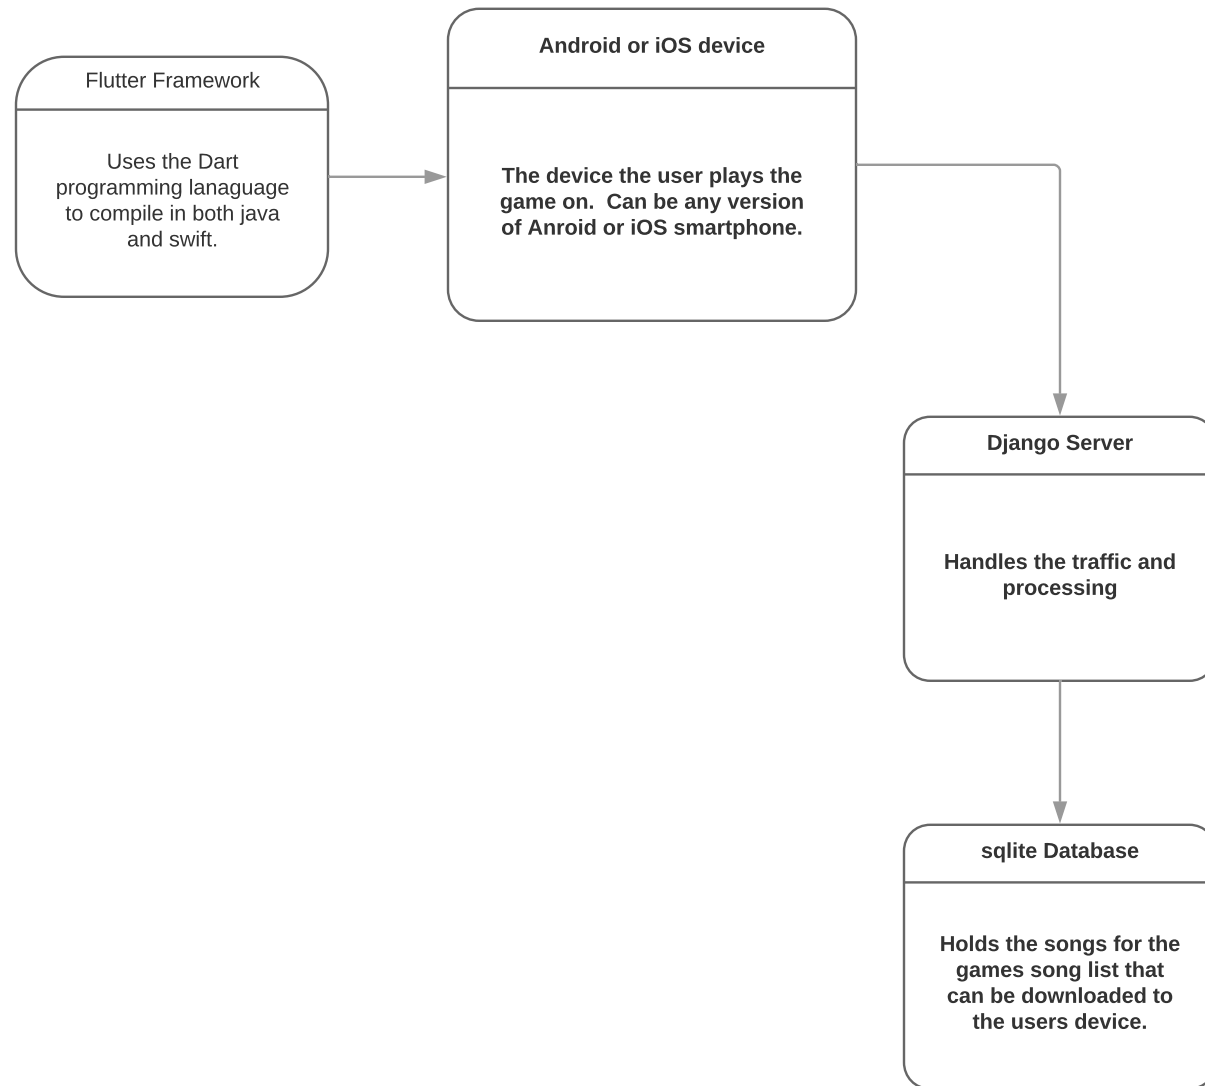 Flutter Framework
Uses the Dart
programming lanaguage
to compile in both java
and swift.
Android or iOS device
The device the user plays the
game on.  Can be any version
of Anroid or iOS smartphone.
Django Server
Handles the traffic and
processing
sqlite Database
Holds the songs for the
games song list that
can be downloaded to
the users device.